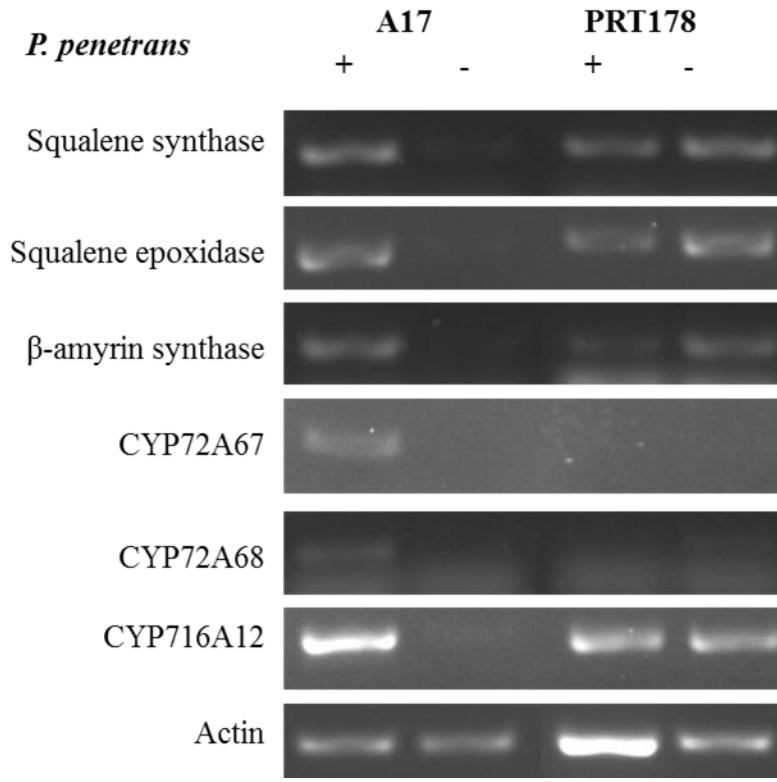 A17 PRT178
P. penetrans
+ - + -
Squalene synthase
Squalene epoxidase
β-amyrin synthase
CYP72A67
CYP72A68
CYP716A12
Actin